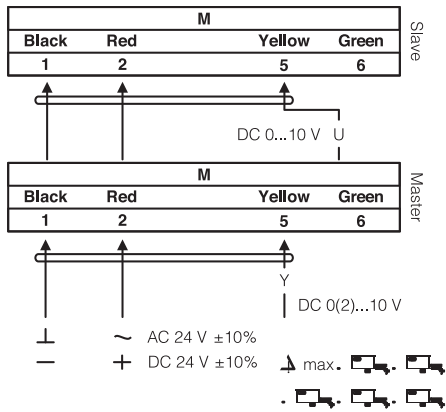 M
Black Red Yellow Green
1 2 5 6
Slave
DC 0...10 V U
M
Black Red Yellow Green
1 2 5 6
Master
Y
DC 0(2)...10 V
⊥ ~ AC 24 V ±10%
− + DC 24 V ±10%
max.